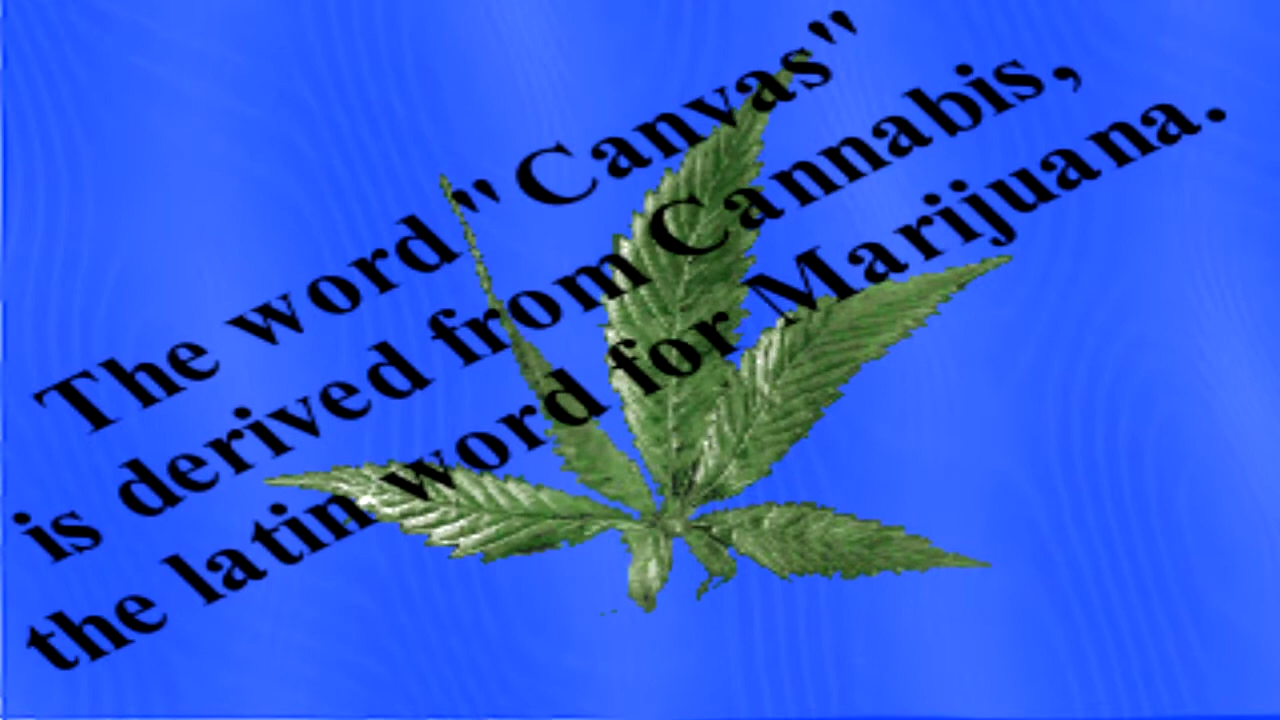 The word "Canvas"
is derived from Cannabis,
the latin word for Marijuana.